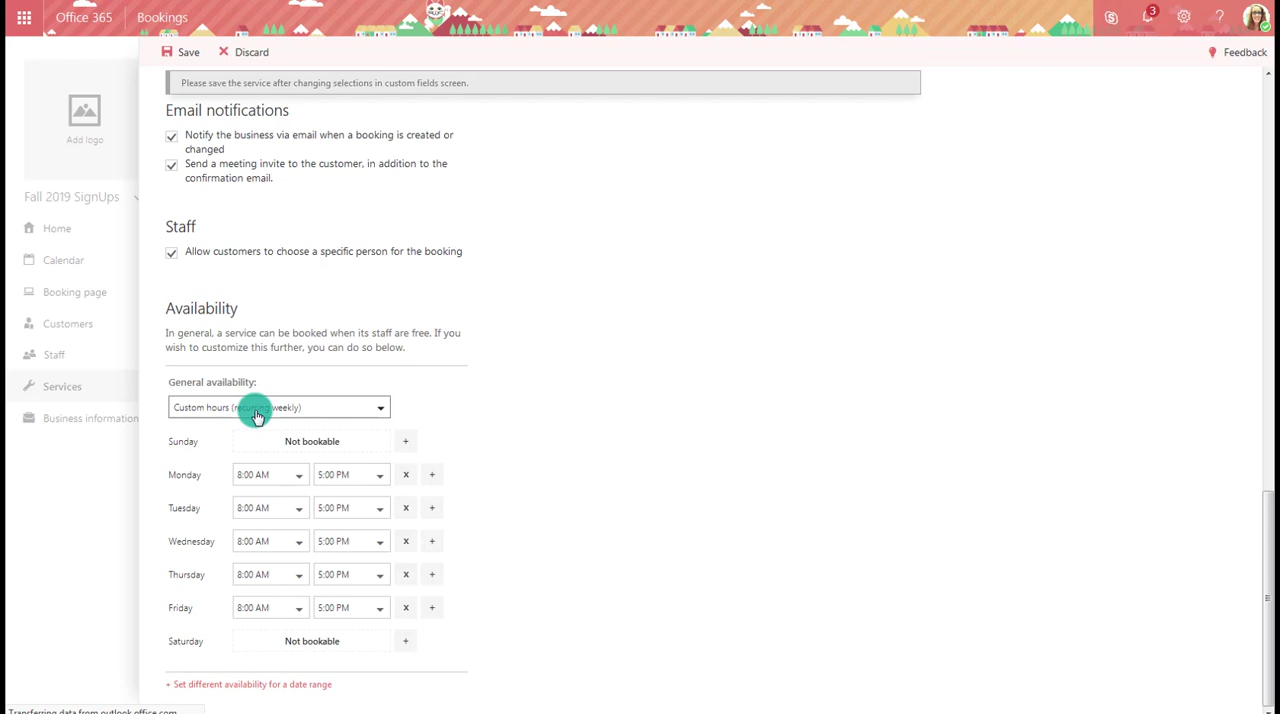 Office 365 Bookings 3 ?
Save Discard Feedback
Please save the service after changing selections in custom fields screen.
Add logo
Fall 2019 SignUps
Home
Calendar
Booking page
Customers
Staff
Services
Business information
Email notifications
Notify the business via email when a booking is created or
changed
Send a meeting invite to the customer, in addition to the
confirmation email.
Staff
Allow customers to choose a specific person for the booking
Availability
In general, a service can be booked when its staff are free. If you
wish to customize this further, you can do so below.
General availability:
Custom hours (recurring weekly)
Sunday Not bookable +
Monday 8:00 AM 5:00 PM x +
Tuesday 8:00 AM 5:00 PM x +
Wednesday 8:00 AM 5:00 PM x +
Thursday 8:00 AM 5:00 PM x +
Friday 8:00 AM 5:00 PM x +
Saturday Not bookable +
+ Set different availability for a date range
Transferring data from outlook.office.com